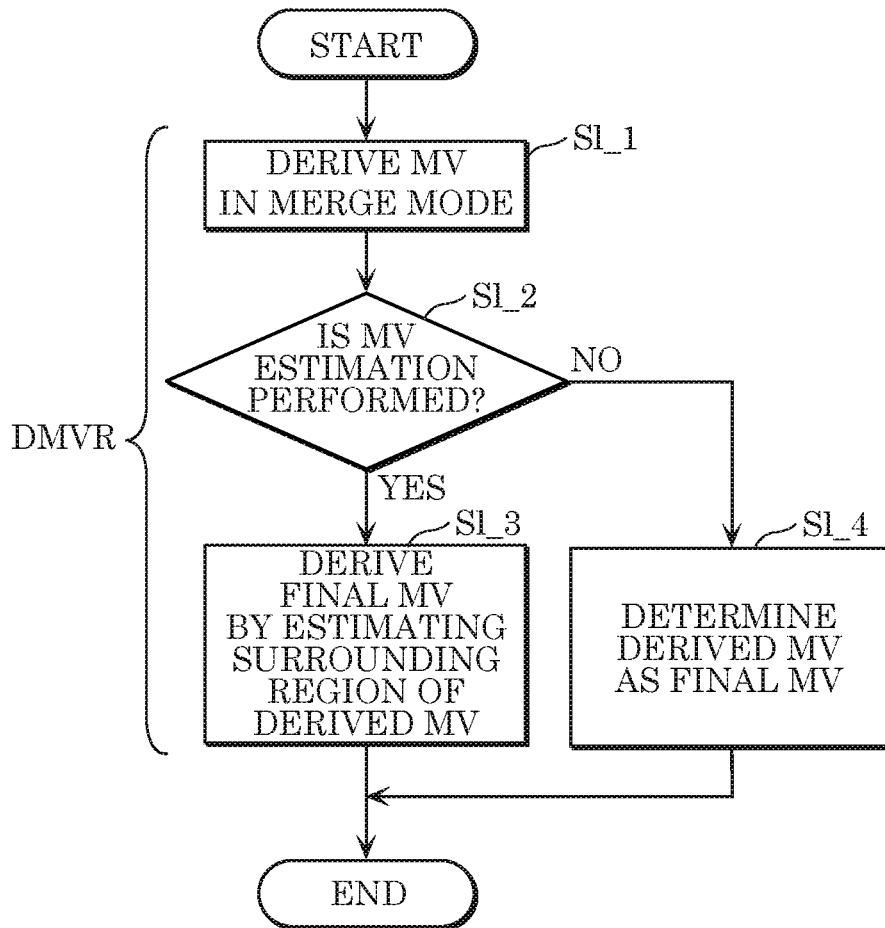 START
Sl_1
DERIVE MV
IN MERGE MODE
Sl_2
IS MV
ESTIMATION
PERFORMED?
NO
DMVR
YES
Sl_3
DERIVE
FINAL MV
BY ESTIMATING
SURROUNDING
REGION OF
DERIVED MV
Sl_4
DETERMINE
DERIVED MV
AS FINAL MV
END